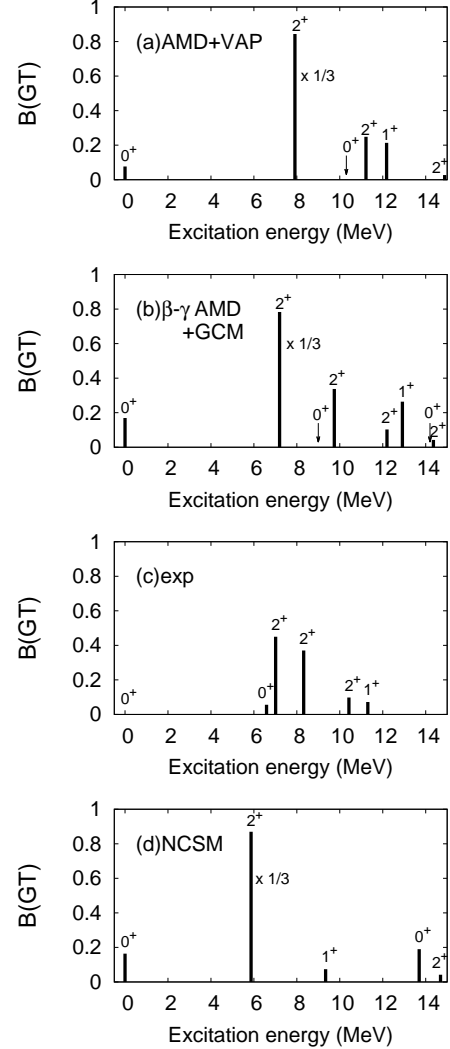 (a)AMD+VAP
B(GT)
1
0.8
0.6
0.4
0.2
0
0⁺
2⁺
x 1/3
0⁺
2⁺
1⁺
2⁺
0 2 4 6 8 10 12 14
Excitation energy (MeV)
(b)β-γ AMD
+GCM
B(GT)
1
0.8
0.6
0.4
0.2
0
0⁺
2⁺
x 1/3
0⁺
2⁺
2⁺
1⁺
0⁺
2⁺
0 2 4 6 8 10 12 14
Excitation energy (MeV)
(c)exp
B(GT)
1
0.8
0.6
0.4
0.2
0
0⁺
0⁺
2⁺
2⁺
2⁺
1⁺
0 2 4 6 8 10 12 14
Excitation energy (MeV)
(d)NCSM
B(GT)
1
0.8
0.6
0.4
0.2
0
0⁺
2⁺
x 1/3
1⁺
0⁺
2⁺
0 2 4 6 8 10 12 14
Excitation energy (MeV)